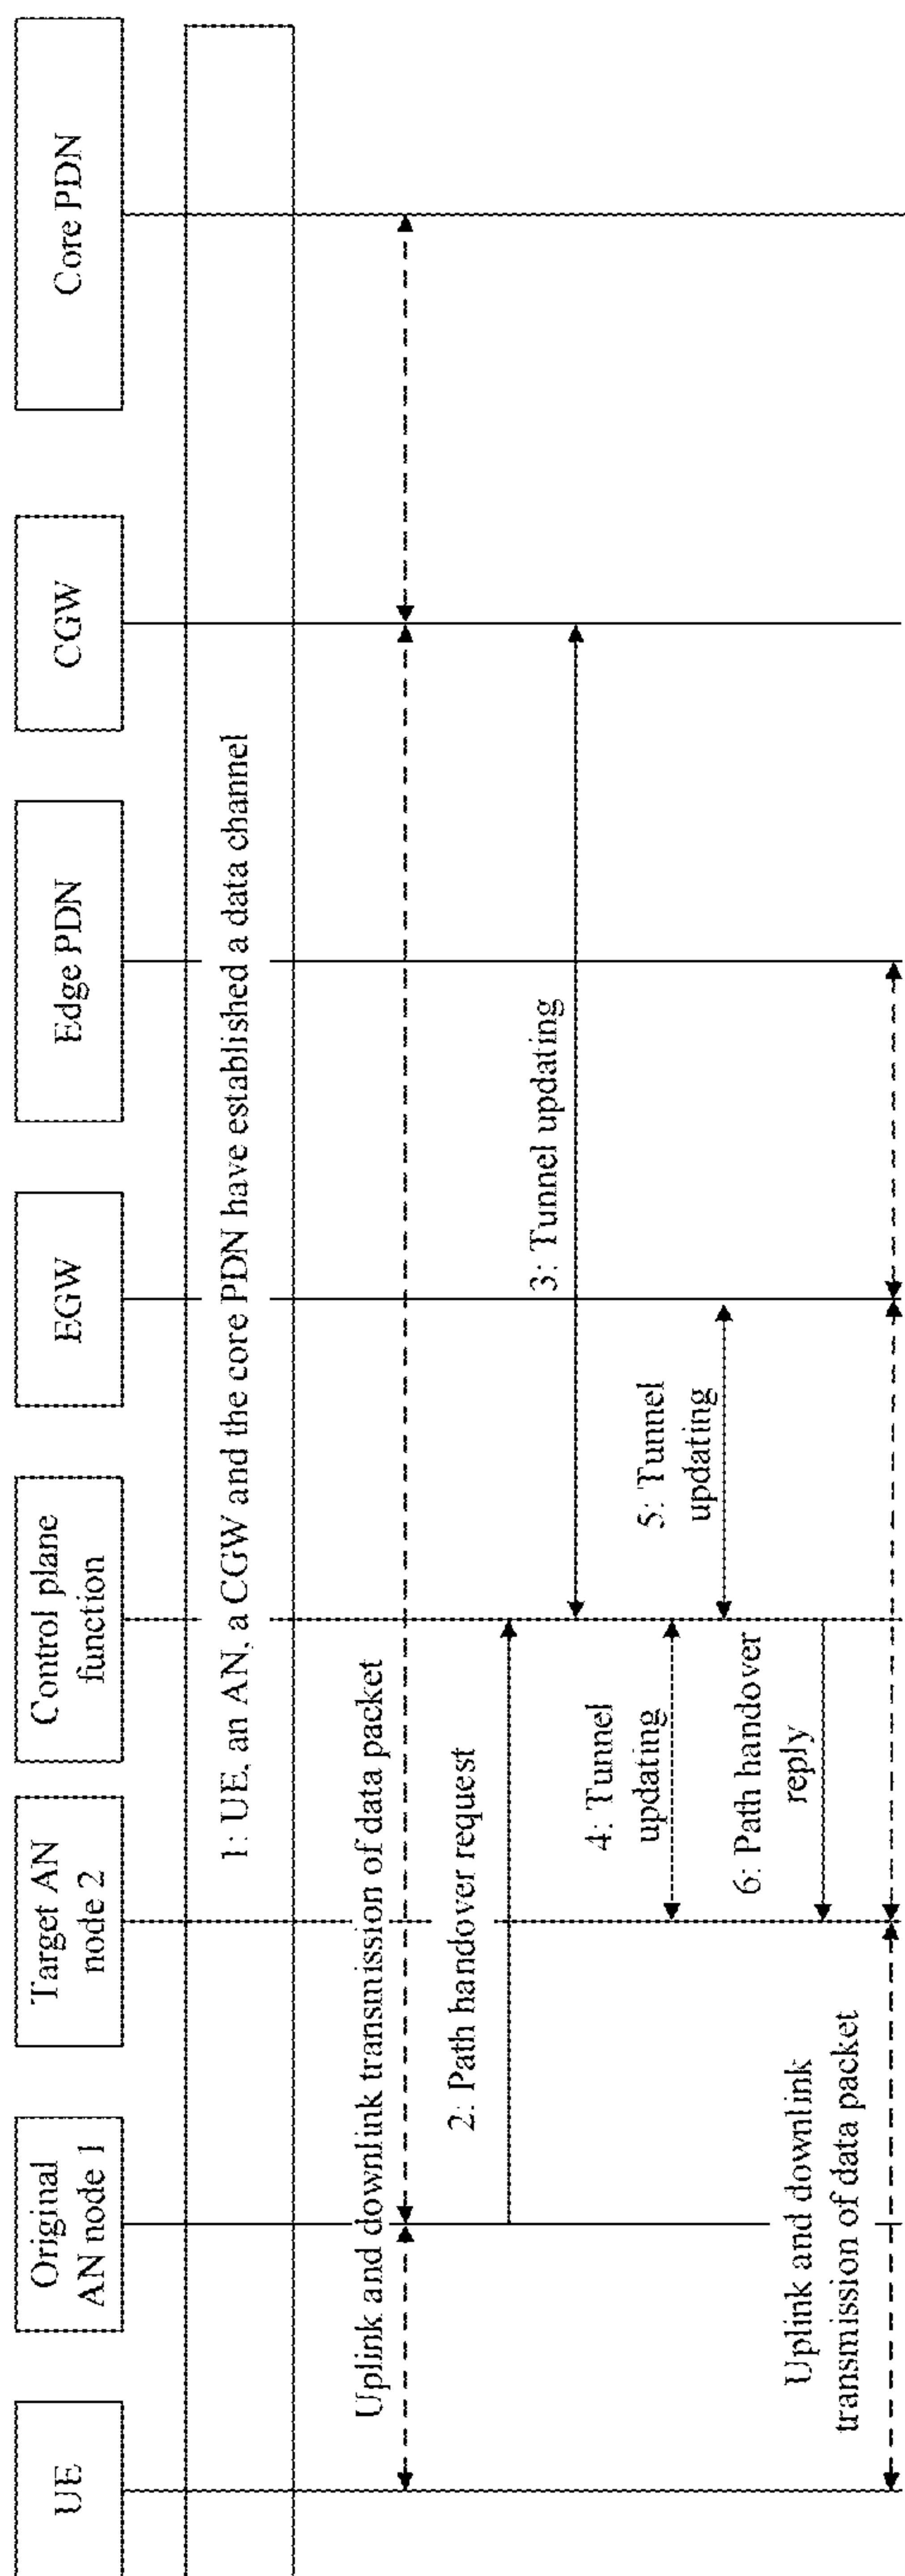 UE
Original
AN node 1
Target AN
node 2
Control plane
function
EGW
Edge PDN
CGW
Core PDN
1: UE, an AN, a CGW and the core PDN have established a data channel
Uplink and downlink transmission of data packet
2: Path handover request
3: Tunnel updating
4: Tunnel
updating
5: Tunnel
updating
6: Path handover
reply
Uplink and downlink
transmission of data packet